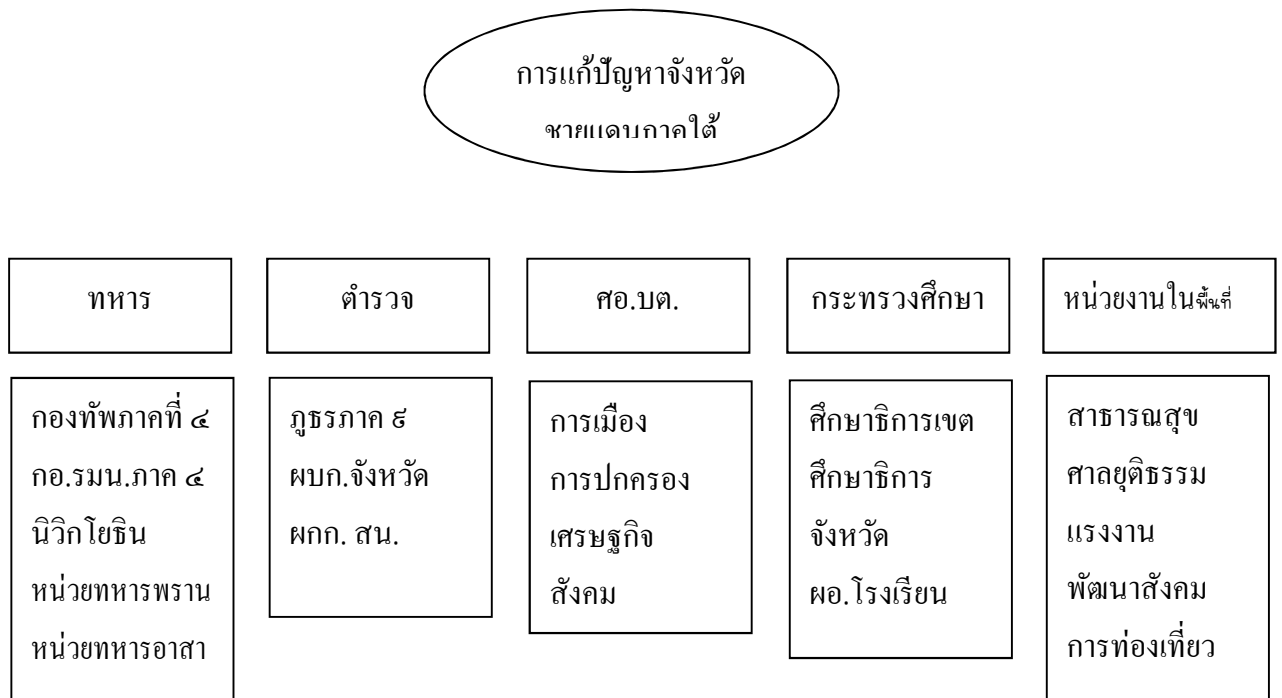 การแก้ปัญหาจังหวัด
ชายแดนภาคใต้
ทหาร
ตำรวจ
ศอ.บต.
กระทรวงศึกษา
หน่วยงานในพื้นที่
กองทัพภาคที่ ๔
กอ.รมน.ภาค ๔
นิวิกโยธิน
หน่วยทหารพราน
หน่วยทหารอาสา
ภูธรภาค ๙
ผบก.จังหวัด
ผกก. สน.
การเมือง
การปกครอง
เศรษฐกิจ
สังคม
ศึกษาธิการเขต
ศึกษาธิการ
จังหวัด
ผอ.โรงเรียน
สาธารณสุข
ศาลยุติธรรม
แรงงาน
พัฒนาสังคม
การท่องเที่ยว